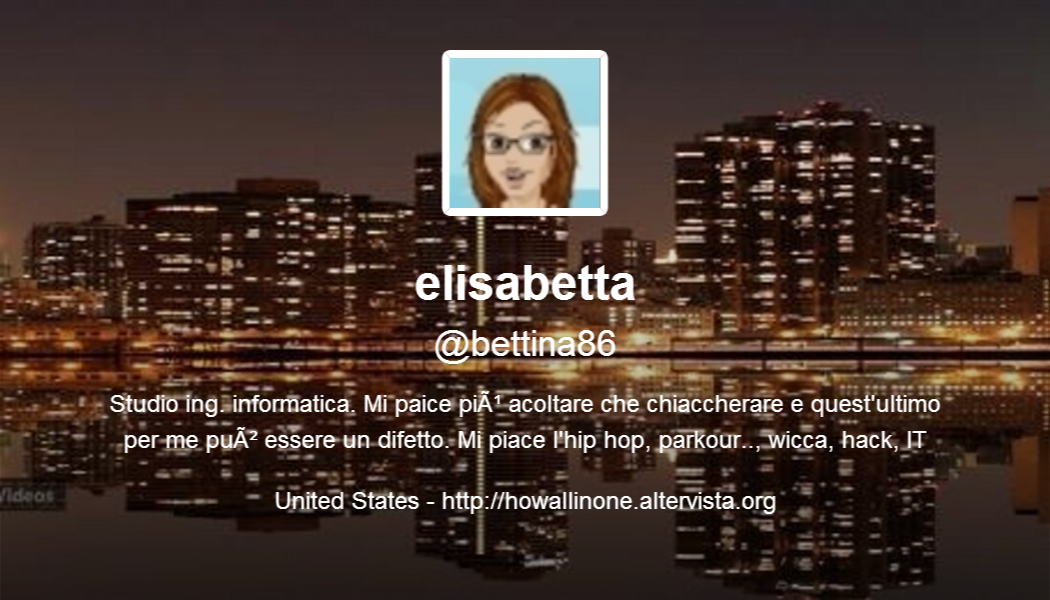 elisabetta
@bettina86
Studio ing. informatica. Mi paice piÃ¹ acoltare che chiaccherare e quest'ultimo
per me puÃ² essere un difetto. Mi piace l'hip hop, parkour.., wicca, hack, IT
Videos
United States - http://howallinone.altervista.org